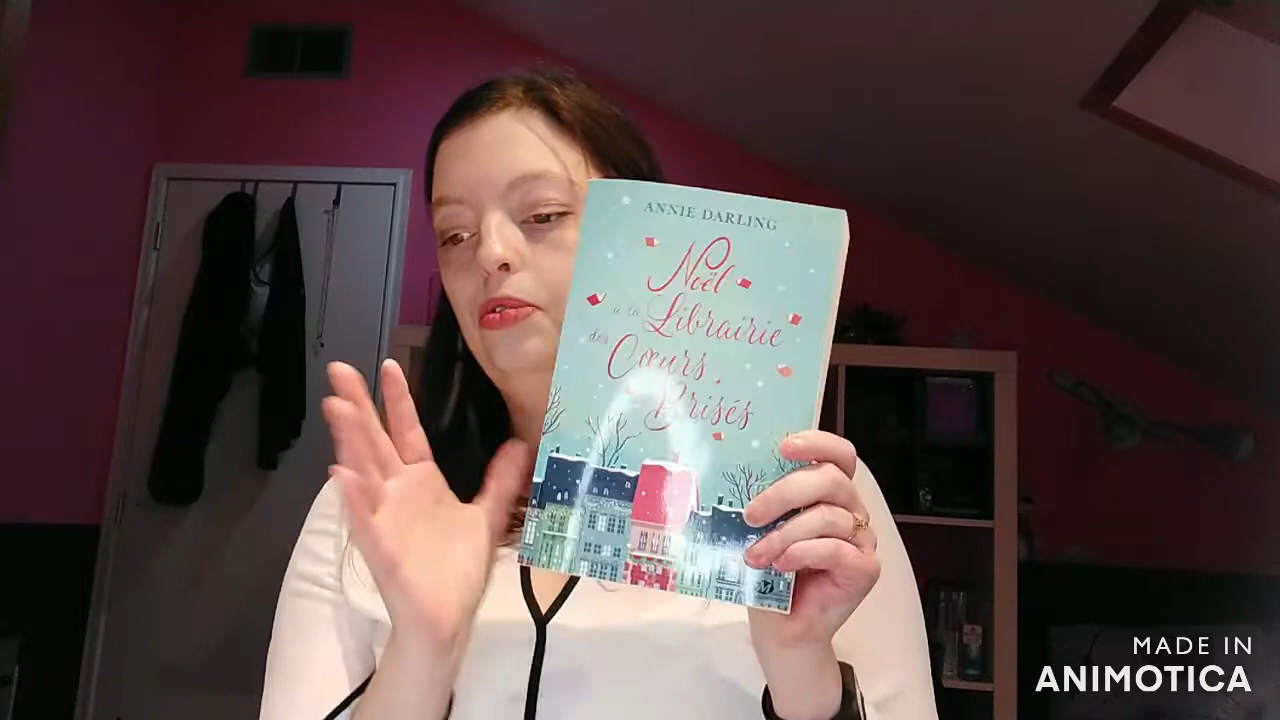 ANNIE DARLING
Noël
à la Librairie
des Cœurs
Brisés
M
MADE IN
ANIMOTICA